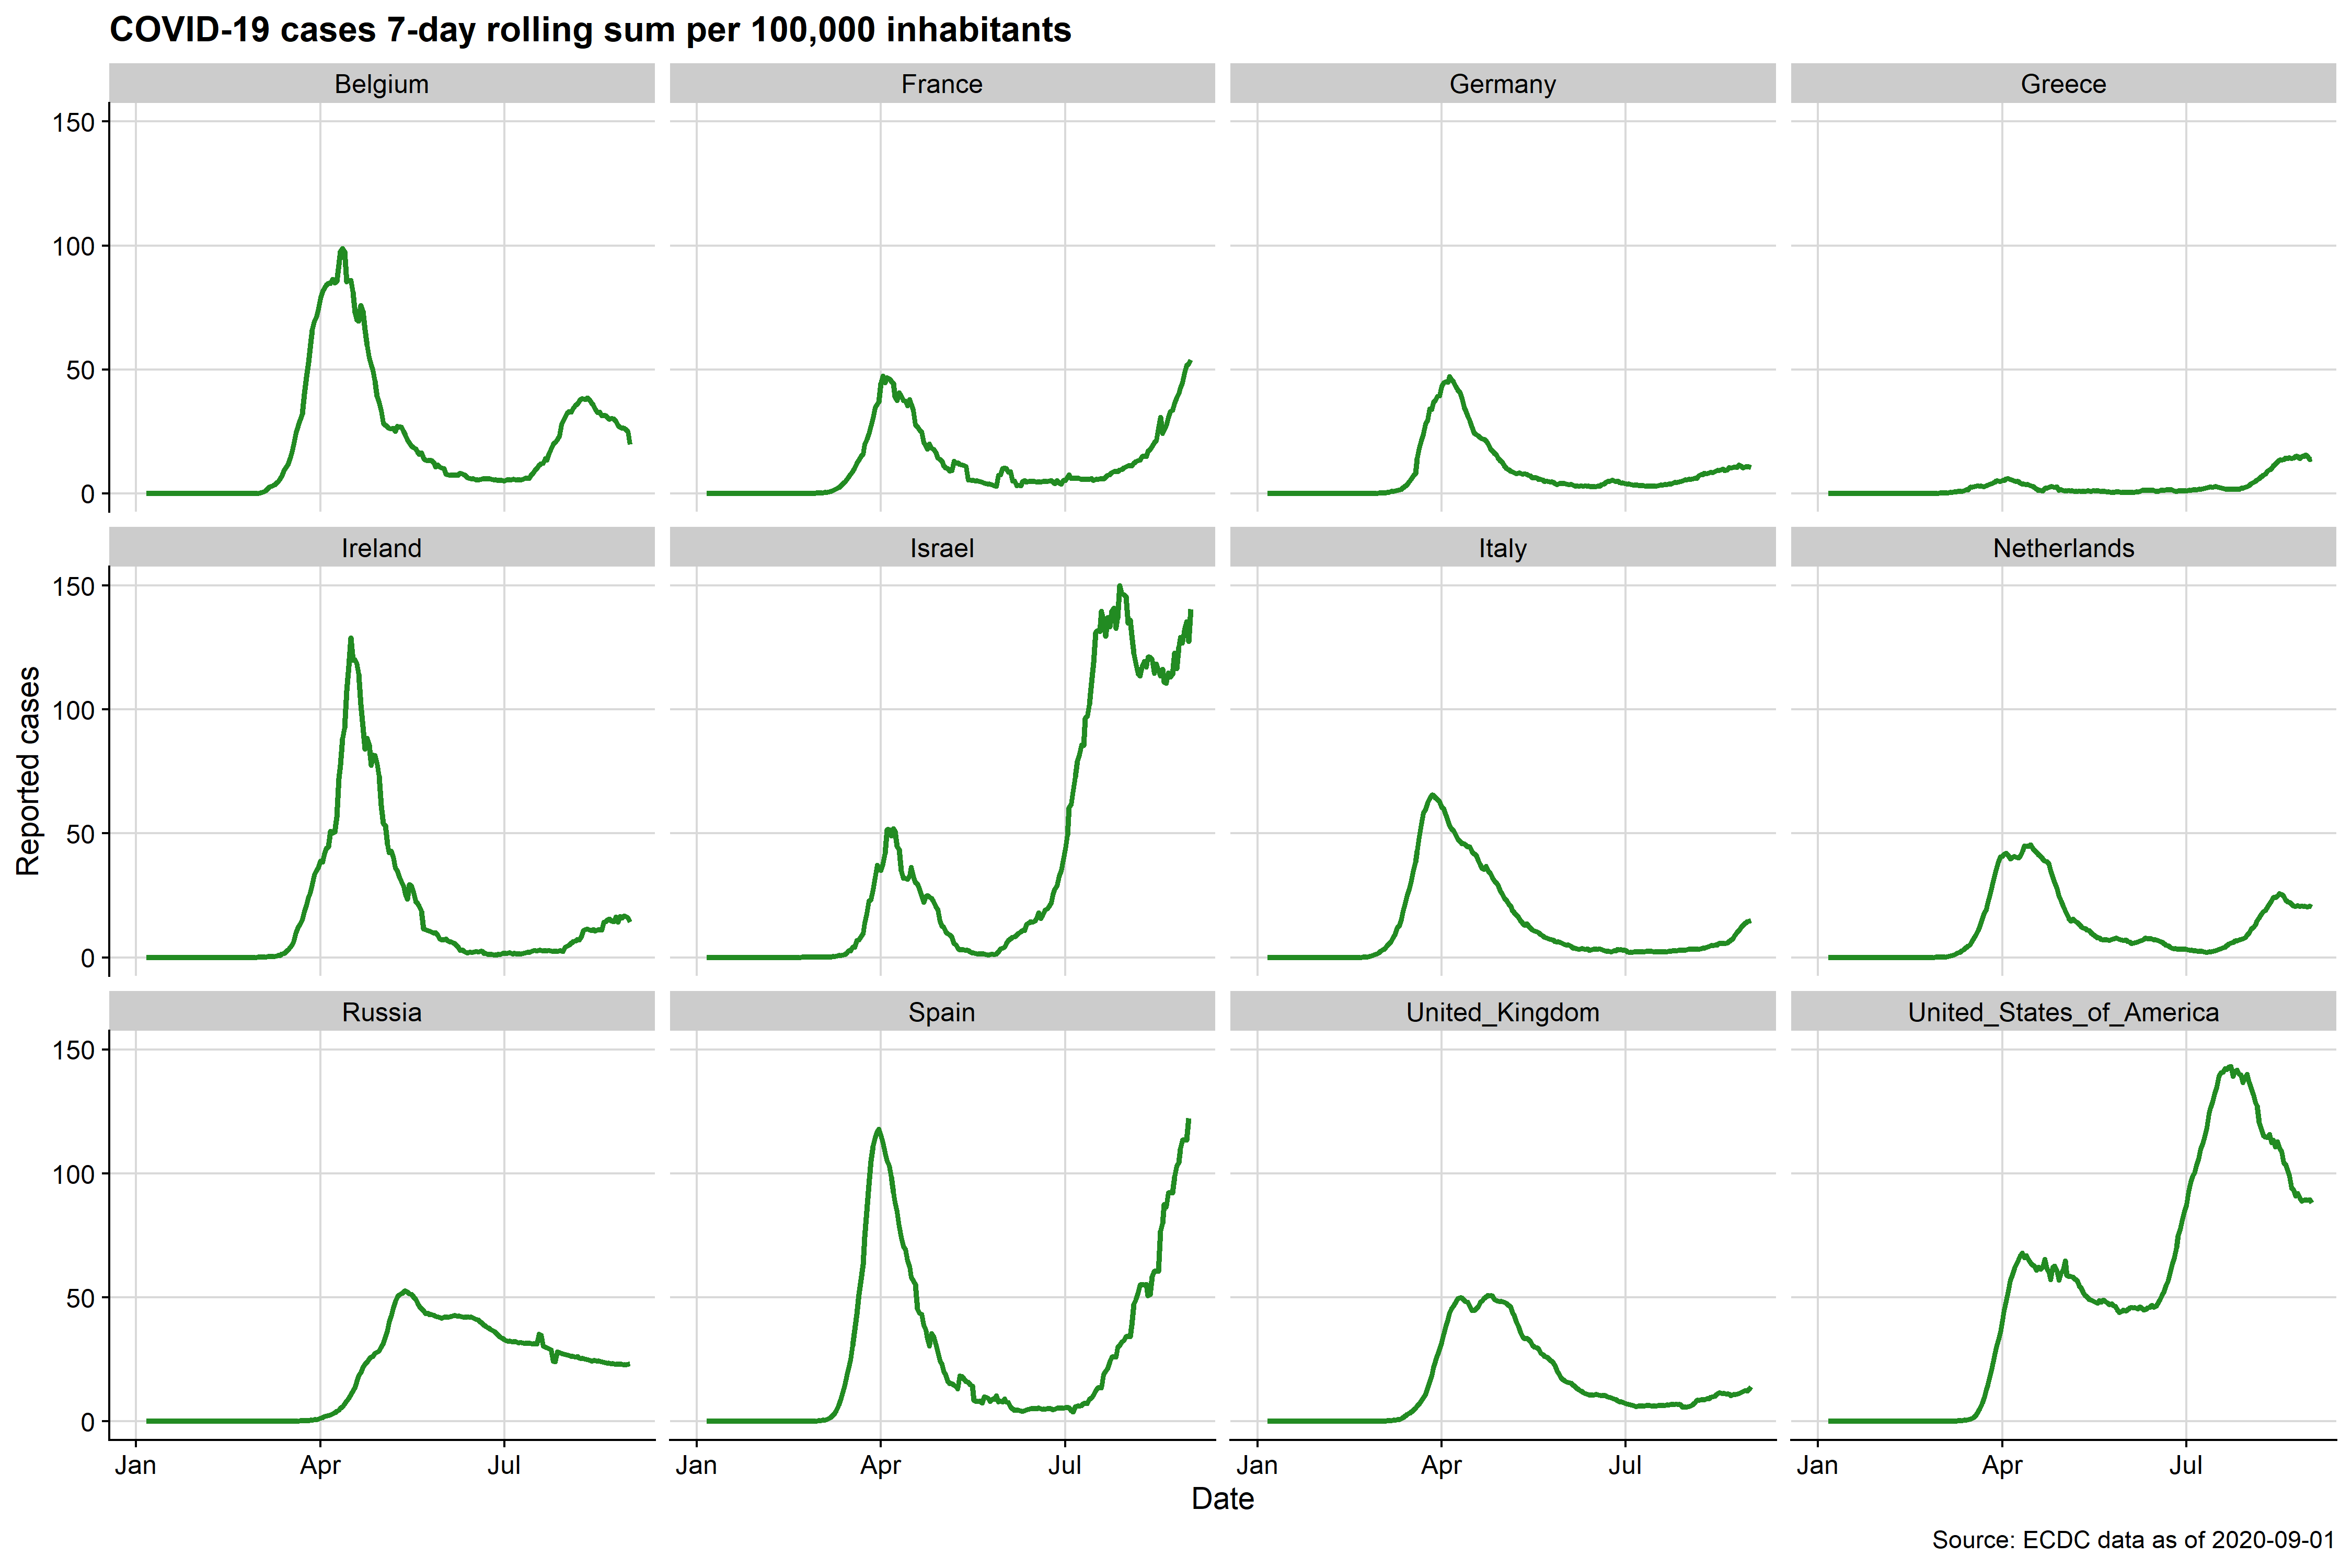 COVID-19 cases 7-day rolling sum per 100,000 inhabitants
Belgium
France
Germany
Greece
150
100
50
0
Ireland
Israel
Italy
Netherlands
150
100
50
0
Reported cases
Russia
Spain
United_Kingdom
United_States_of_America
150
100
50
0
Jan Apr Jul
Jan Apr Jul
Jan Apr Jul
Jan Apr Jul
Date
Source: ECDC data as of 2020-09-01